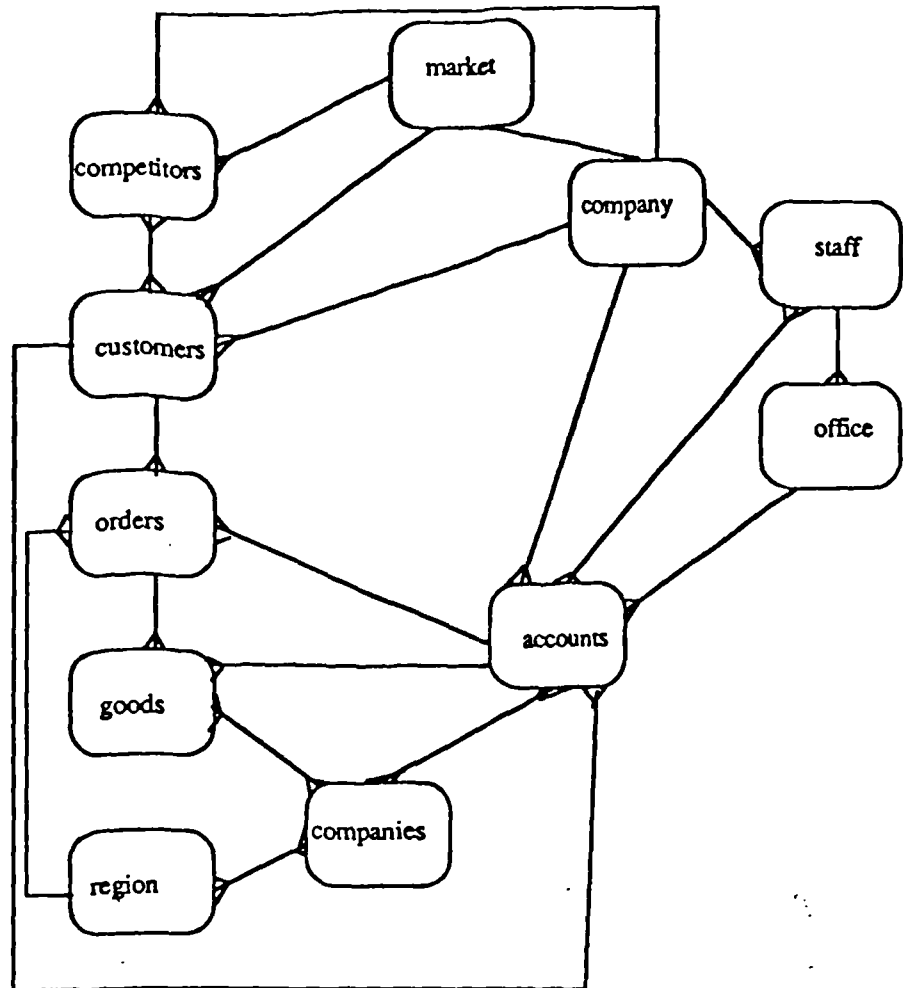 market
competitors
company
staff
customers
office
orders
accounts
goods
companies
region